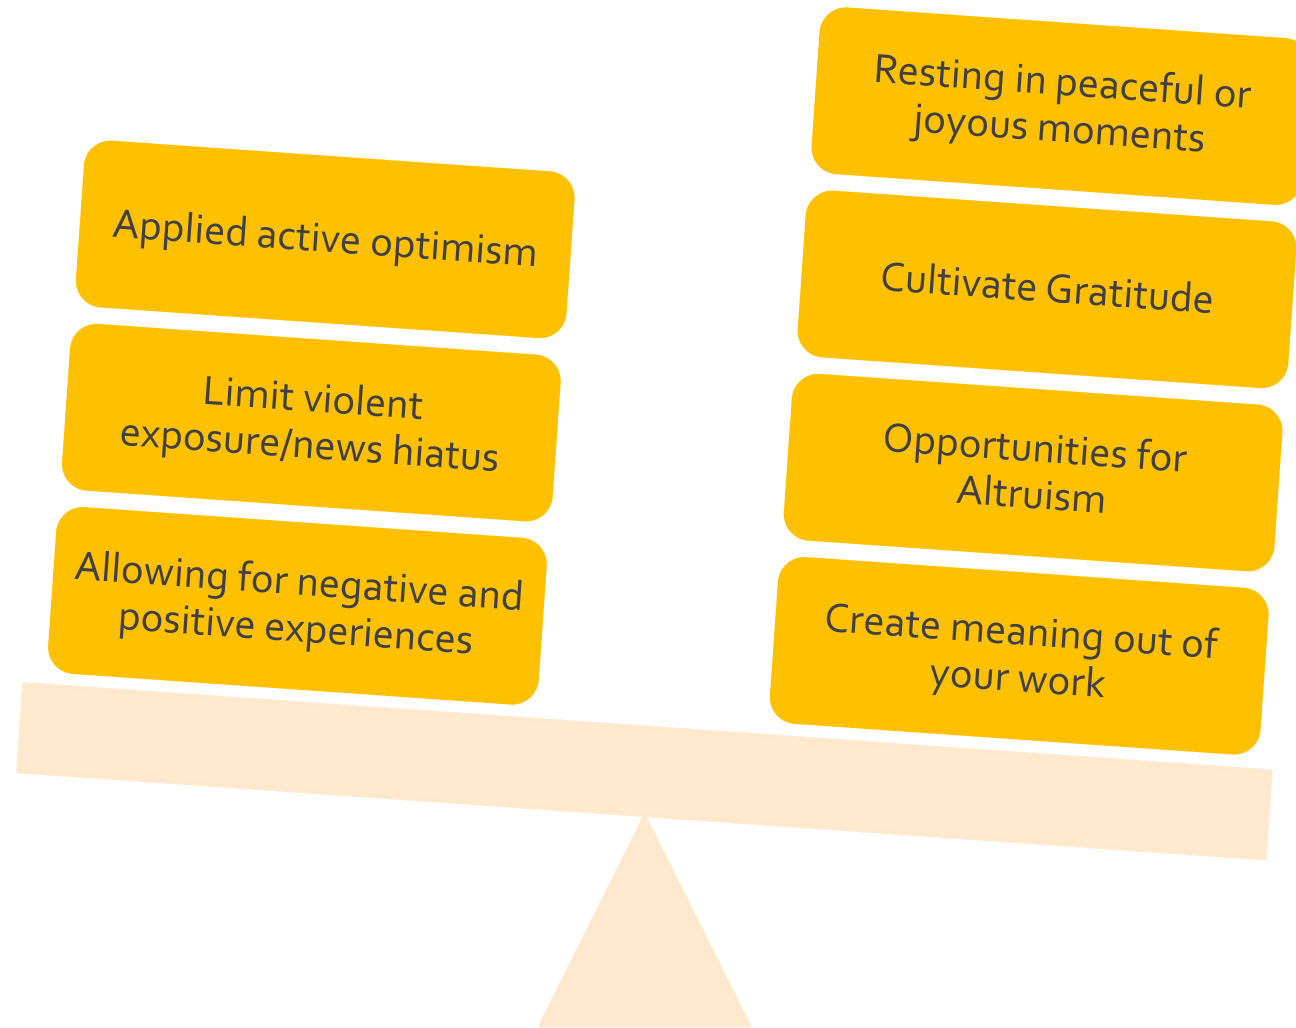 Applied active optimism
Limit violent
exposure/news hiatus
Allowing for negative and
positive experiences
Resting in peaceful or
joyous moments
Cultivate Gratitude
Opportunities for
Altruism
Create meaning out of
your work